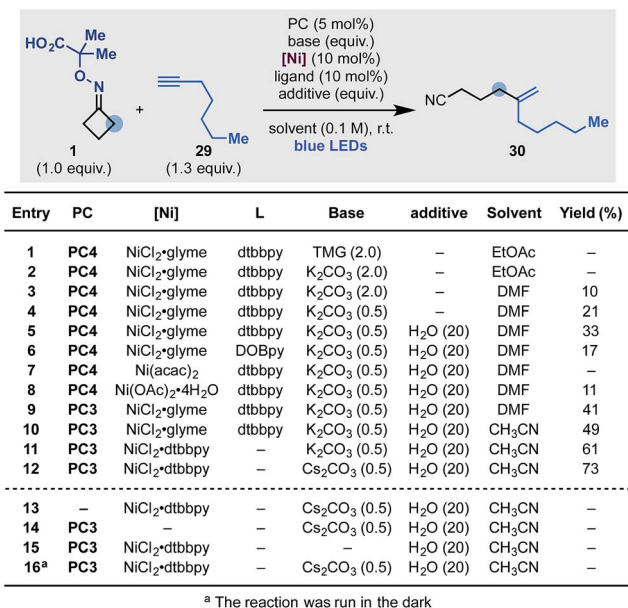 HO2C Me
Me
O
N
1
(1.0 equiv.)
+
Me
29
(1.3 equiv.)
PC (5 mol%)
base (equiv.)
[Ni] (10 mol%)
ligand (10 mol%)
additive (equiv.)
solvent (0.1 M), r.t.
blue LEDs
NC
Me
30
Entry PC [Ni] L Base additive Solvent Yield (%)
1 PC4 NiCl2•glyme dtbbpy TMG (2.0) – EtOAc –
2 PC4 NiCl2•glyme dtbbpy K2CO3 (2.0) – EtOAc –
3 PC4 NiCl2•glyme dtbbpy K2CO3 (2.0) – DMF 10
4 PC4 NiCl2•glyme dtbbpy K2CO3 (0.5) – DMF 21
5 PC4 NiCl2•glyme dtbbpy K2CO3 (0.5) H2O (20) DMF 33
6 PC4 NiCl2•glyme DOBpy K2CO3 (0.5) H2O (20) DMF 17
7 PC4 Ni(acac)2 dtbbpy K2CO3 (0.5) H2O (20) DMF –
8 PC4 Ni(OAc)2•4H2O dtbbpy K2CO3 (0.5) H2O (20) DMF 11
9 PC3 NiCl2•glyme dtbbpy K2CO3 (0.5) H2O (20) DMF 41
10 PC3 NiCl2•glyme dtbbpy K2CO3 (0.5) H2O (20) CH3CN 49
11 PC3 NiCl2•dtbbpy – K2CO3 (0.5) H2O (20) CH3CN 61
12 PC3 NiCl2•dtbbpy – Cs2CO3 (0.5) H2O (20) CH3CN 73
13 – NiCl2•dtbbpy – Cs2CO3 (0.5) H2O (20) CH3CN –
14 PC3 – – Cs2CO3 (0.5) H2O (20) CH3CN –
15 PC3 NiCl2•dtbbpy – – H2O (20) CH3CN –
16a PC3 NiCl2•dtbbpy – Cs2CO3 (0.5) H2O (20) CH3CN –
a The reaction was run in the dark